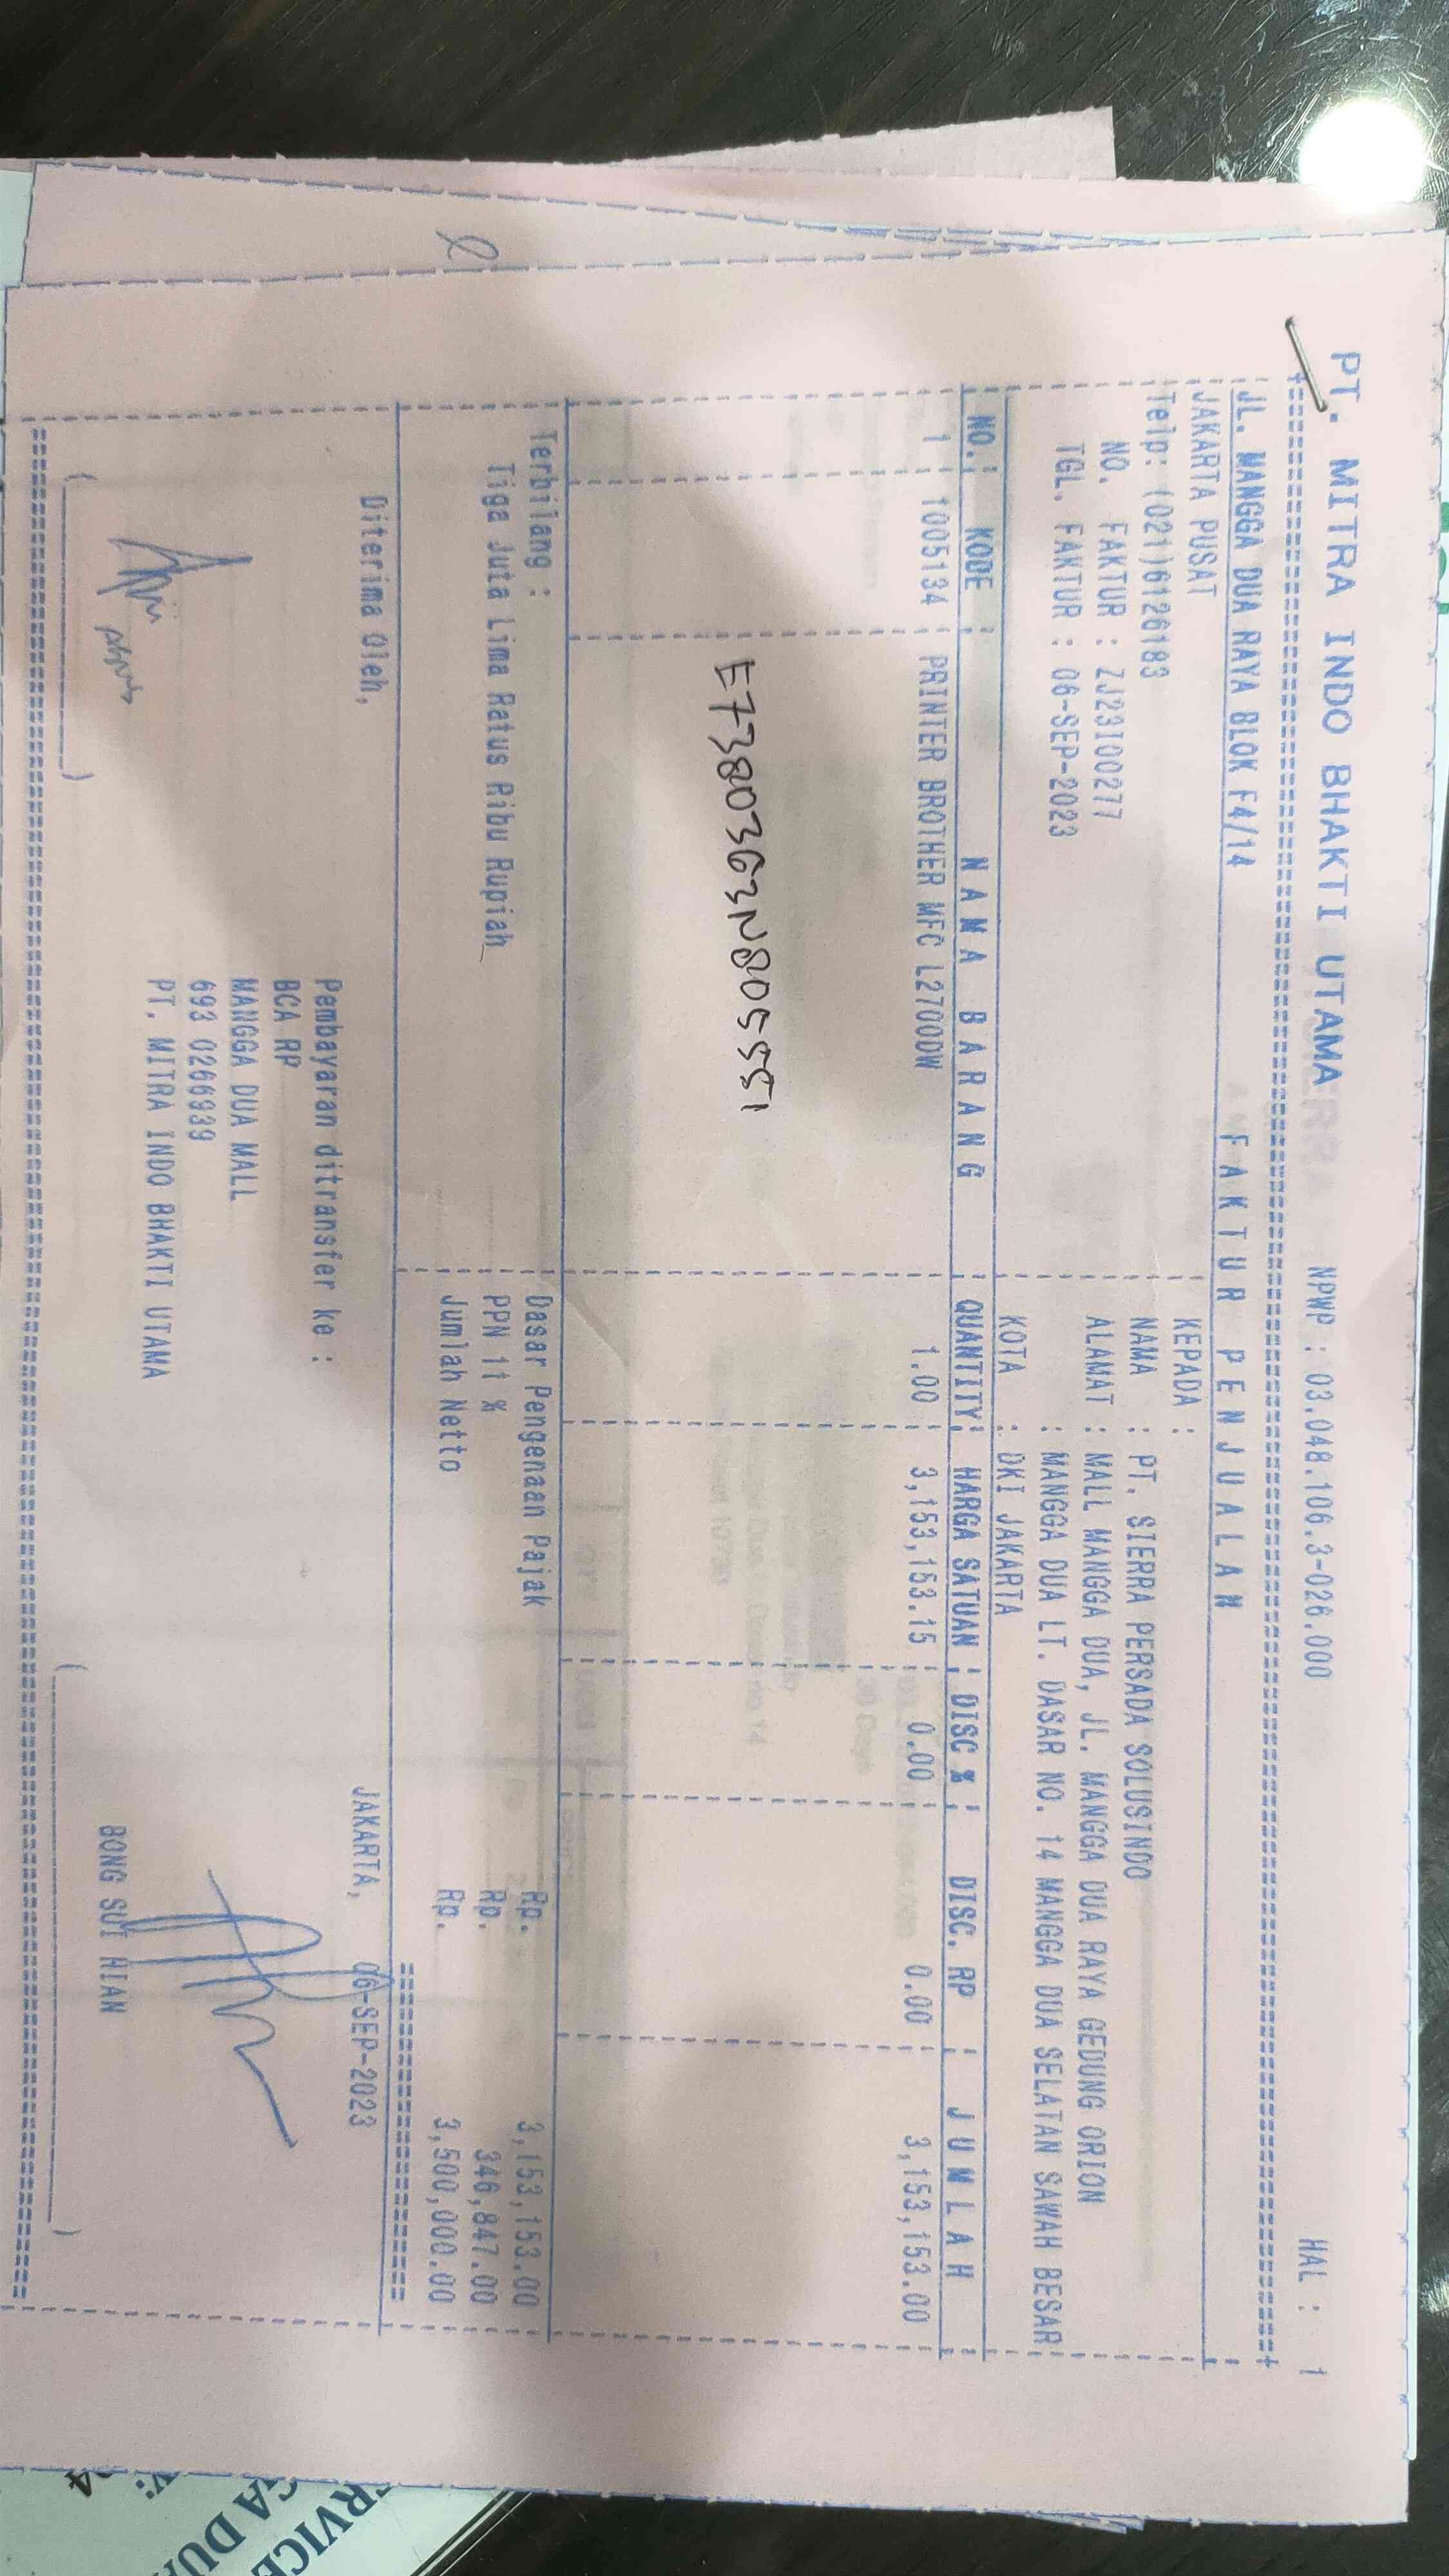 PT. MITRA INDO BHAKTI UTAMA NPWP : 03.048.106.3-026.000 HAL : 1
JL. MANGGA DUA RAYA BLOK F4/14 FAKTUR PENJUALAN
JAKARTA PUSAT
Telp: (021)6126183
NO. FAKTUR : ZJ23I00277
TGL. FAKTUR : 06-SEP-2023
KEPADA :
NAMA : PT. SIERRA PERSADA SOLUSINDO
ALAMAT : MALL MANGGA DUA, JL. MANGGA DUA RAYA GEDUNG ORION
: MANGGA DUA LT. DASAR NO. 14 MANGGA DUA SELATAN SAWAH BESAR
KOTA : DKI JAKARTA
NO. KODE NAMA BARANG QUANTITY HARGA SATUAN DISC % DISC. RP JUMLAH
1 1005134 PRINTER BROTHER MFC L2700DW 1.00 3,153,153.15 0.00 0.00 3,153,153.00
E73803G3N805551
Terbilang :
Tiga Juta Lima Ratus Ribu Rupiah
Dasar Pengenaan Pajak Rp. 3,153,153.00
PPN 11 % Rp. 346,847.00
Jumlah Netto Rp. 3,500,000.00
Diterima Oleh,
Pembayaran ditransfer ke :
BCA RP
MANGGA DUA MALL
693 0266939
PT. MITRA INDO BHAKTI UTAMA
JAKARTA, 06-SEP-2023
BONG SUI HIAN